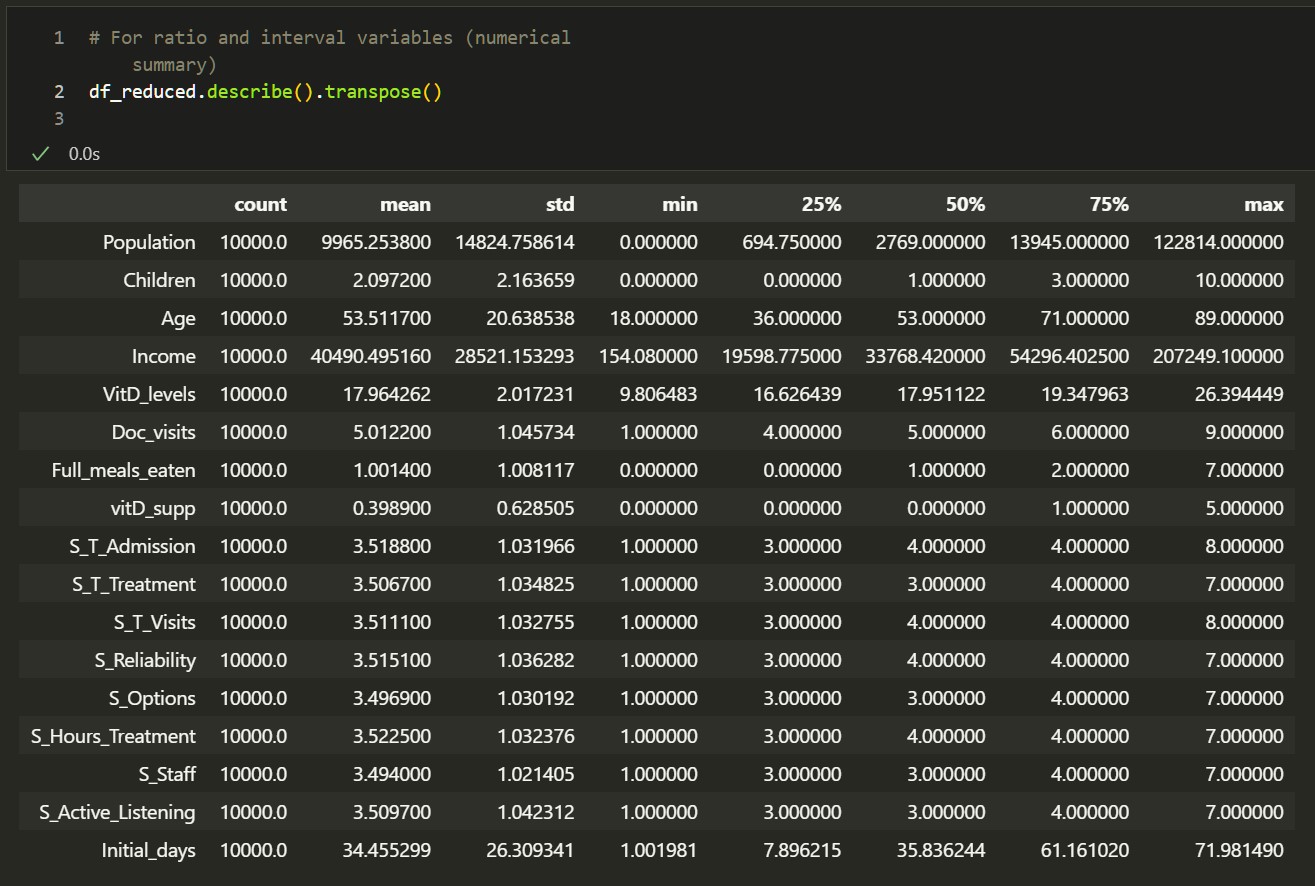 1 # For ratio and interval variables (numerical
summary)
2 df_reduced.describe().transpose()
3
0.0s
count mean std min 25% 50% 75% max
Population 10000.0 9965.253800 14824.758614 0.000000 694.750000 2769.000000 13945.000000 122814.000000
Children 10000.0 2.097200 2.163659 0.000000 0.000000 1.000000 3.000000 10.000000
Age 10000.0 53.511700 20.638538 18.000000 36.000000 53.000000 71.000000 89.000000
Income 10000.0 40490.495160 28521.153293 154.080000 19598.775000 33768.420000 54296.402500 207249.100000
VitD_levels 10000.0 17.964262 2.017231 9.806483 16.626439 17.951122 19.347963 26.394449
Doc_visits 10000.0 5.012200 1.045734 1.000000 4.000000 5.000000 6.000000 9.000000
Full_meals_eaten 10000.0 1.001400 1.008117 0.000000 0.000000 1.000000 2.000000 7.000000
vitD_supp 10000.0 0.398900 0.628505 0.000000 0.000000 0.000000 1.000000 5.000000
S_T_Admission 10000.0 3.518800 1.031966 1.000000 3.000000 4.000000 4.000000 8.000000
S_T_Treatment 10000.0 3.506700 1.034825 1.000000 3.000000 3.000000 4.000000 7.000000
S_T_Visits 10000.0 3.511100 1.032755 1.000000 3.000000 4.000000 4.000000 8.000000
S_Reliability 10000.0 3.515100 1.036282 1.000000 3.000000 4.000000 4.000000 7.000000
S_Options 10000.0 3.496900 1.030192 1.000000 3.000000 3.000000 4.000000 7.000000
S_Hours_Treatment 10000.0 3.522500 1.032376 1.000000 3.000000 4.000000 4.000000 7.000000
S_Staff 10000.0 3.494000 1.021405 1.000000 3.000000 3.000000 4.000000 7.000000
S_Active_Listening 10000.0 3.509700 1.042312 1.000000 3.000000 3.000000 4.000000 7.000000
Initial_days 10000.0 34.455299 26.309341 1.001981 7.896215 35.836244 61.161020 71.981490